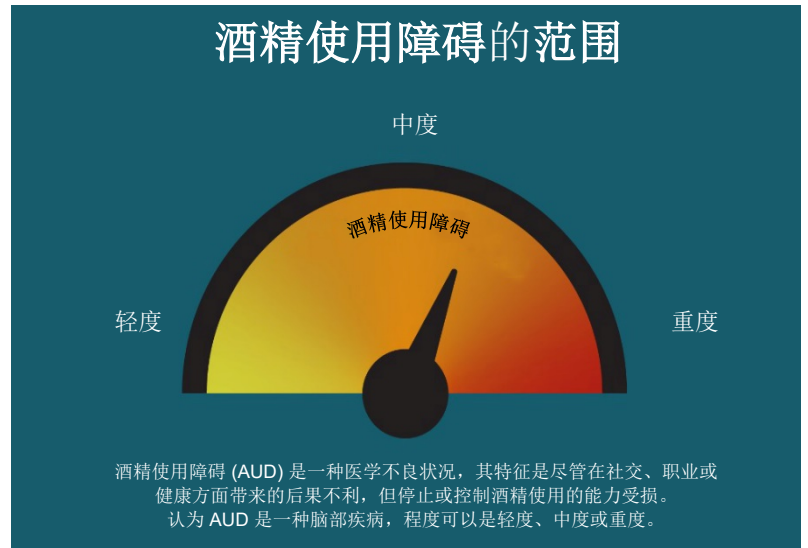 酒精使用障碍的范围
中度
酒精使用障碍
轻度
重度
酒精使用障碍 (AUD) 是一种医学不良状况，其特征是尽管在社交、职业或
健康方面带来的后果不利，但停止或控制酒精使用的能力受损。
认为 AUD 是一种脑部疾病，程度可以是轻度、中度或重度。